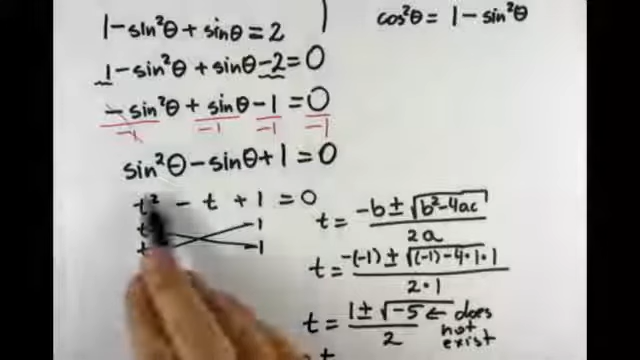 1-sin²θ+sinθ=2
cos²θ = 1-sin²θ
1-sin²θ+sinθ-2=0
-sin²θ+sinθ-1=0
-1 -1 -1 -1
sin²θ-sinθ+1=0
t² - t +1 =0
t 1
t 1
t = -b±√b²-4ac / 2a
t = -(-1)±√(-1)-4·1·1 / 2·1
t = 1±√-5 / 2 ← does
not
exist